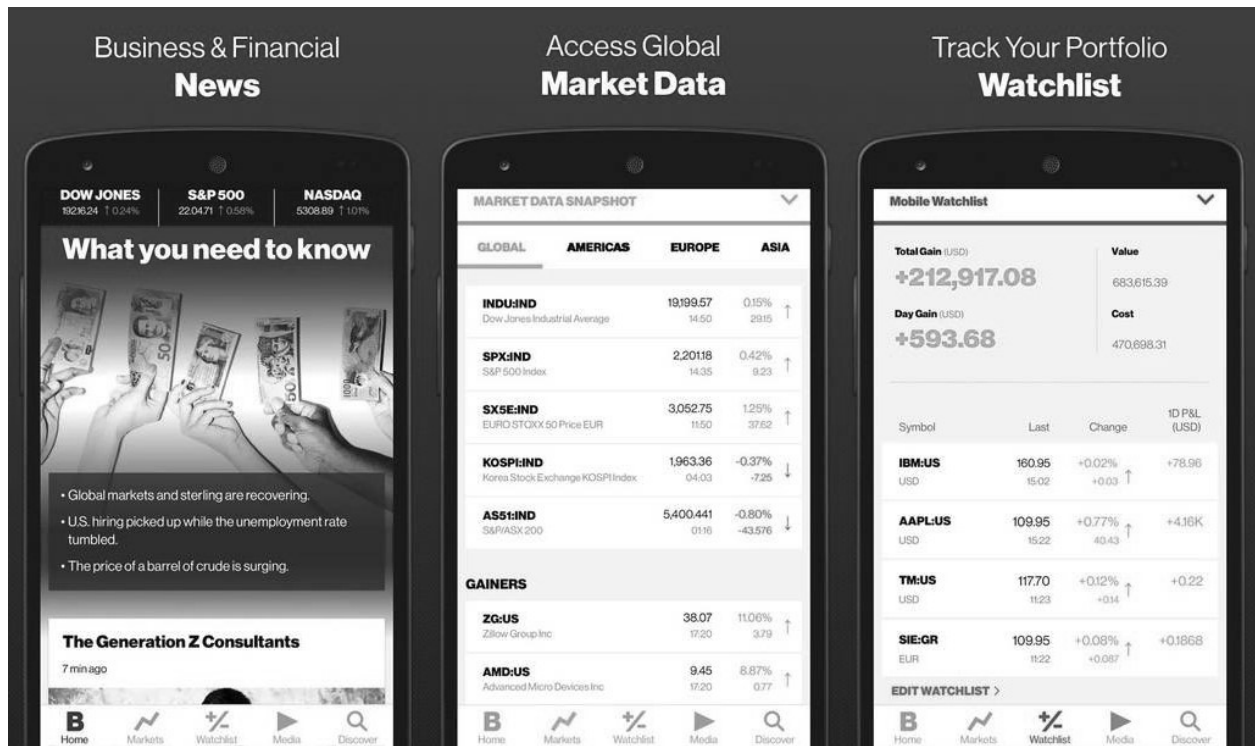 Business & Financial
News
DOW JONES
19216.24 ↑ 0.24%
S&P 500
22.04.71 ↑ 0.58%
NASDAQ
5308.89 ↑ 1.01%
What you need to know
50
50
1000
• Global markets and sterling are recovering.
• U.S. hiring picked up while the unemployment rate
tumbled.
• The price of a barrel of crude is surging.
The Generation Z Consultants
7 min ago
B
Home
Markets
+/-
Watchlist
Media
Discover
Access Global
Market Data
MARKET DATA SNAPSHOT
GLOBAL AMERICAS EUROPE ASIA
INDU:IND 19,199.57 0.15% ↑
Dow Jones Industrial Average 14:50 29.15
SPX:IND 2,201.18 0.42% ↑
S&P 500 Index 14:35 9.23
SX5E:IND 3,052.75 1.25% ↑
EURO STOXX 50 Price EUR 11:50 37.62
KOSPI:IND 1,963.36 -0.37% ↓
Korea Stock Exchange KOSPI Index 04:03 -7.25
AS51:IND 5,400.441 -0.80% ↓
S&P/ASX 200 01:16 -43.576
GAINERS
ZG:US 38.07 11.06% ↑
Zillow Group Inc 17:20 3.79
AMD:US 9.45 8.87% ↑
Advanced Micro Devices Inc 17:20 0.77
B
Home
Markets
+/-
Watchlist
Media
Discover
Track Your Portfolio
Watchlist
Mobile Watchlist
Total Gain (USD) Value
+212,917.08 683,615.39
Day Gain (USD) Cost
+593.68 470,698.31
Symbol Last Change 1D P&L (USD)
IBM:US 160.95 +0.02% ↑ +78.96
USD 15:02 +0.03
AAPL:US 109.95 +0.77% ↑ +4.16K
USD 15:22 40.43
TM:US 117.70 +0.12% ↑ +0.22
USD 11:23 +0.14
SIE:GR 109.95 +0.08% ↑ +0.1868
EUR 11:22 +0.087
EDIT WATCHLIST >
B
Home
Markets
+/-
Watchlist
Media
Discover